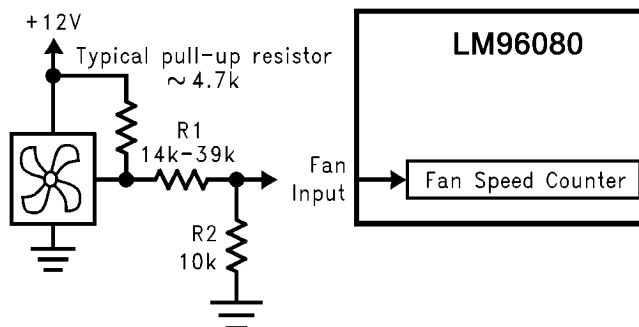 +12V
Typical pull-up resistor
~4.7k
R1
14k-39k
R2
10k
Fan
Input
LM96080
Fan Speed Counter